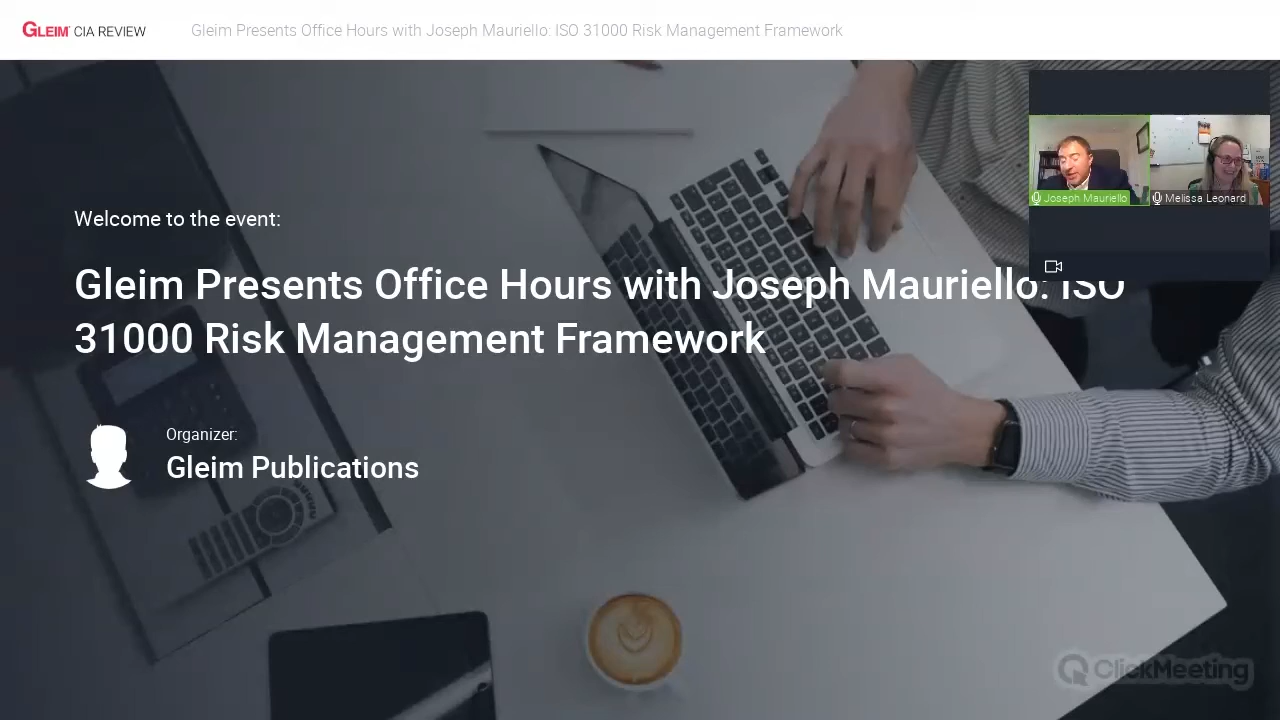 GLEIM CIA REVIEW
Gleim Presents Office Hours with Joseph Mauriello: ISO 31000 Risk Management Framework
Joseph Mauriello
Melissa Leonard
Welcome to the event:
Gleim Presents Office Hours with Joseph Mauriello: ISO
31000 Risk Management Framework
Organizer:
Gleim Publications
ClickMeeting